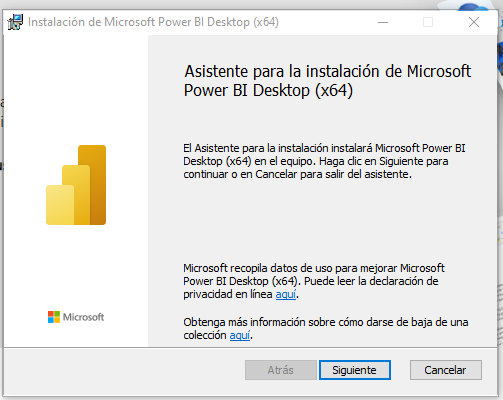 Instalación de Microsoft Power BI Desktop (x64)
Asistente para la instalación de Microsoft
Power BI Desktop (x64)
El Asistente para la instalación instalará Microsoft Power BI
Desktop (x64) en el equipo. Haga clic en Siguiente para
continuar o en Cancelar para salir del asistente.
Microsoft recopila datos de uso para mejorar Microsoft
Power BI Desktop (x64). Puede leer la declaración de
privacidad en línea aquí.
Microsoft
Obtenga más información sobre cómo darse de baja de una
colección aquí.
Atrás
Siguiente
Cancelar